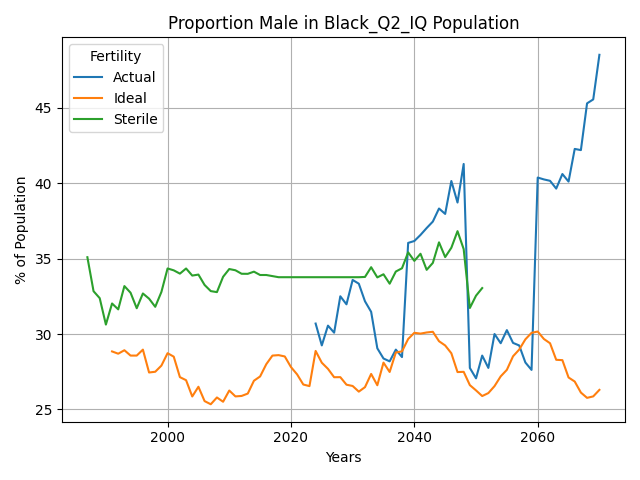 Proportion Male in Black_Q2_IQ Population
Fertility
Actual
Ideal
Sterile
% of Population
45
40
35
30
25
2000
2020
2040
2060
Years